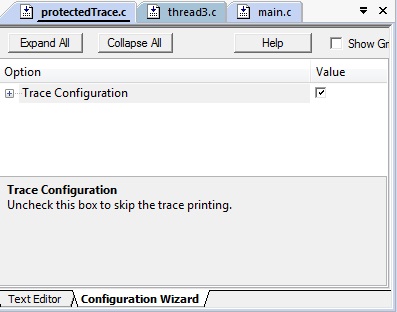 protectedTrace.c thread3.c main.c
Expand All Collapse All Help Show Gr
Option Value
Trace Configuration
Trace Configuration
Uncheck this box to skip the trace printing.
Text Editor Configuration Wizard